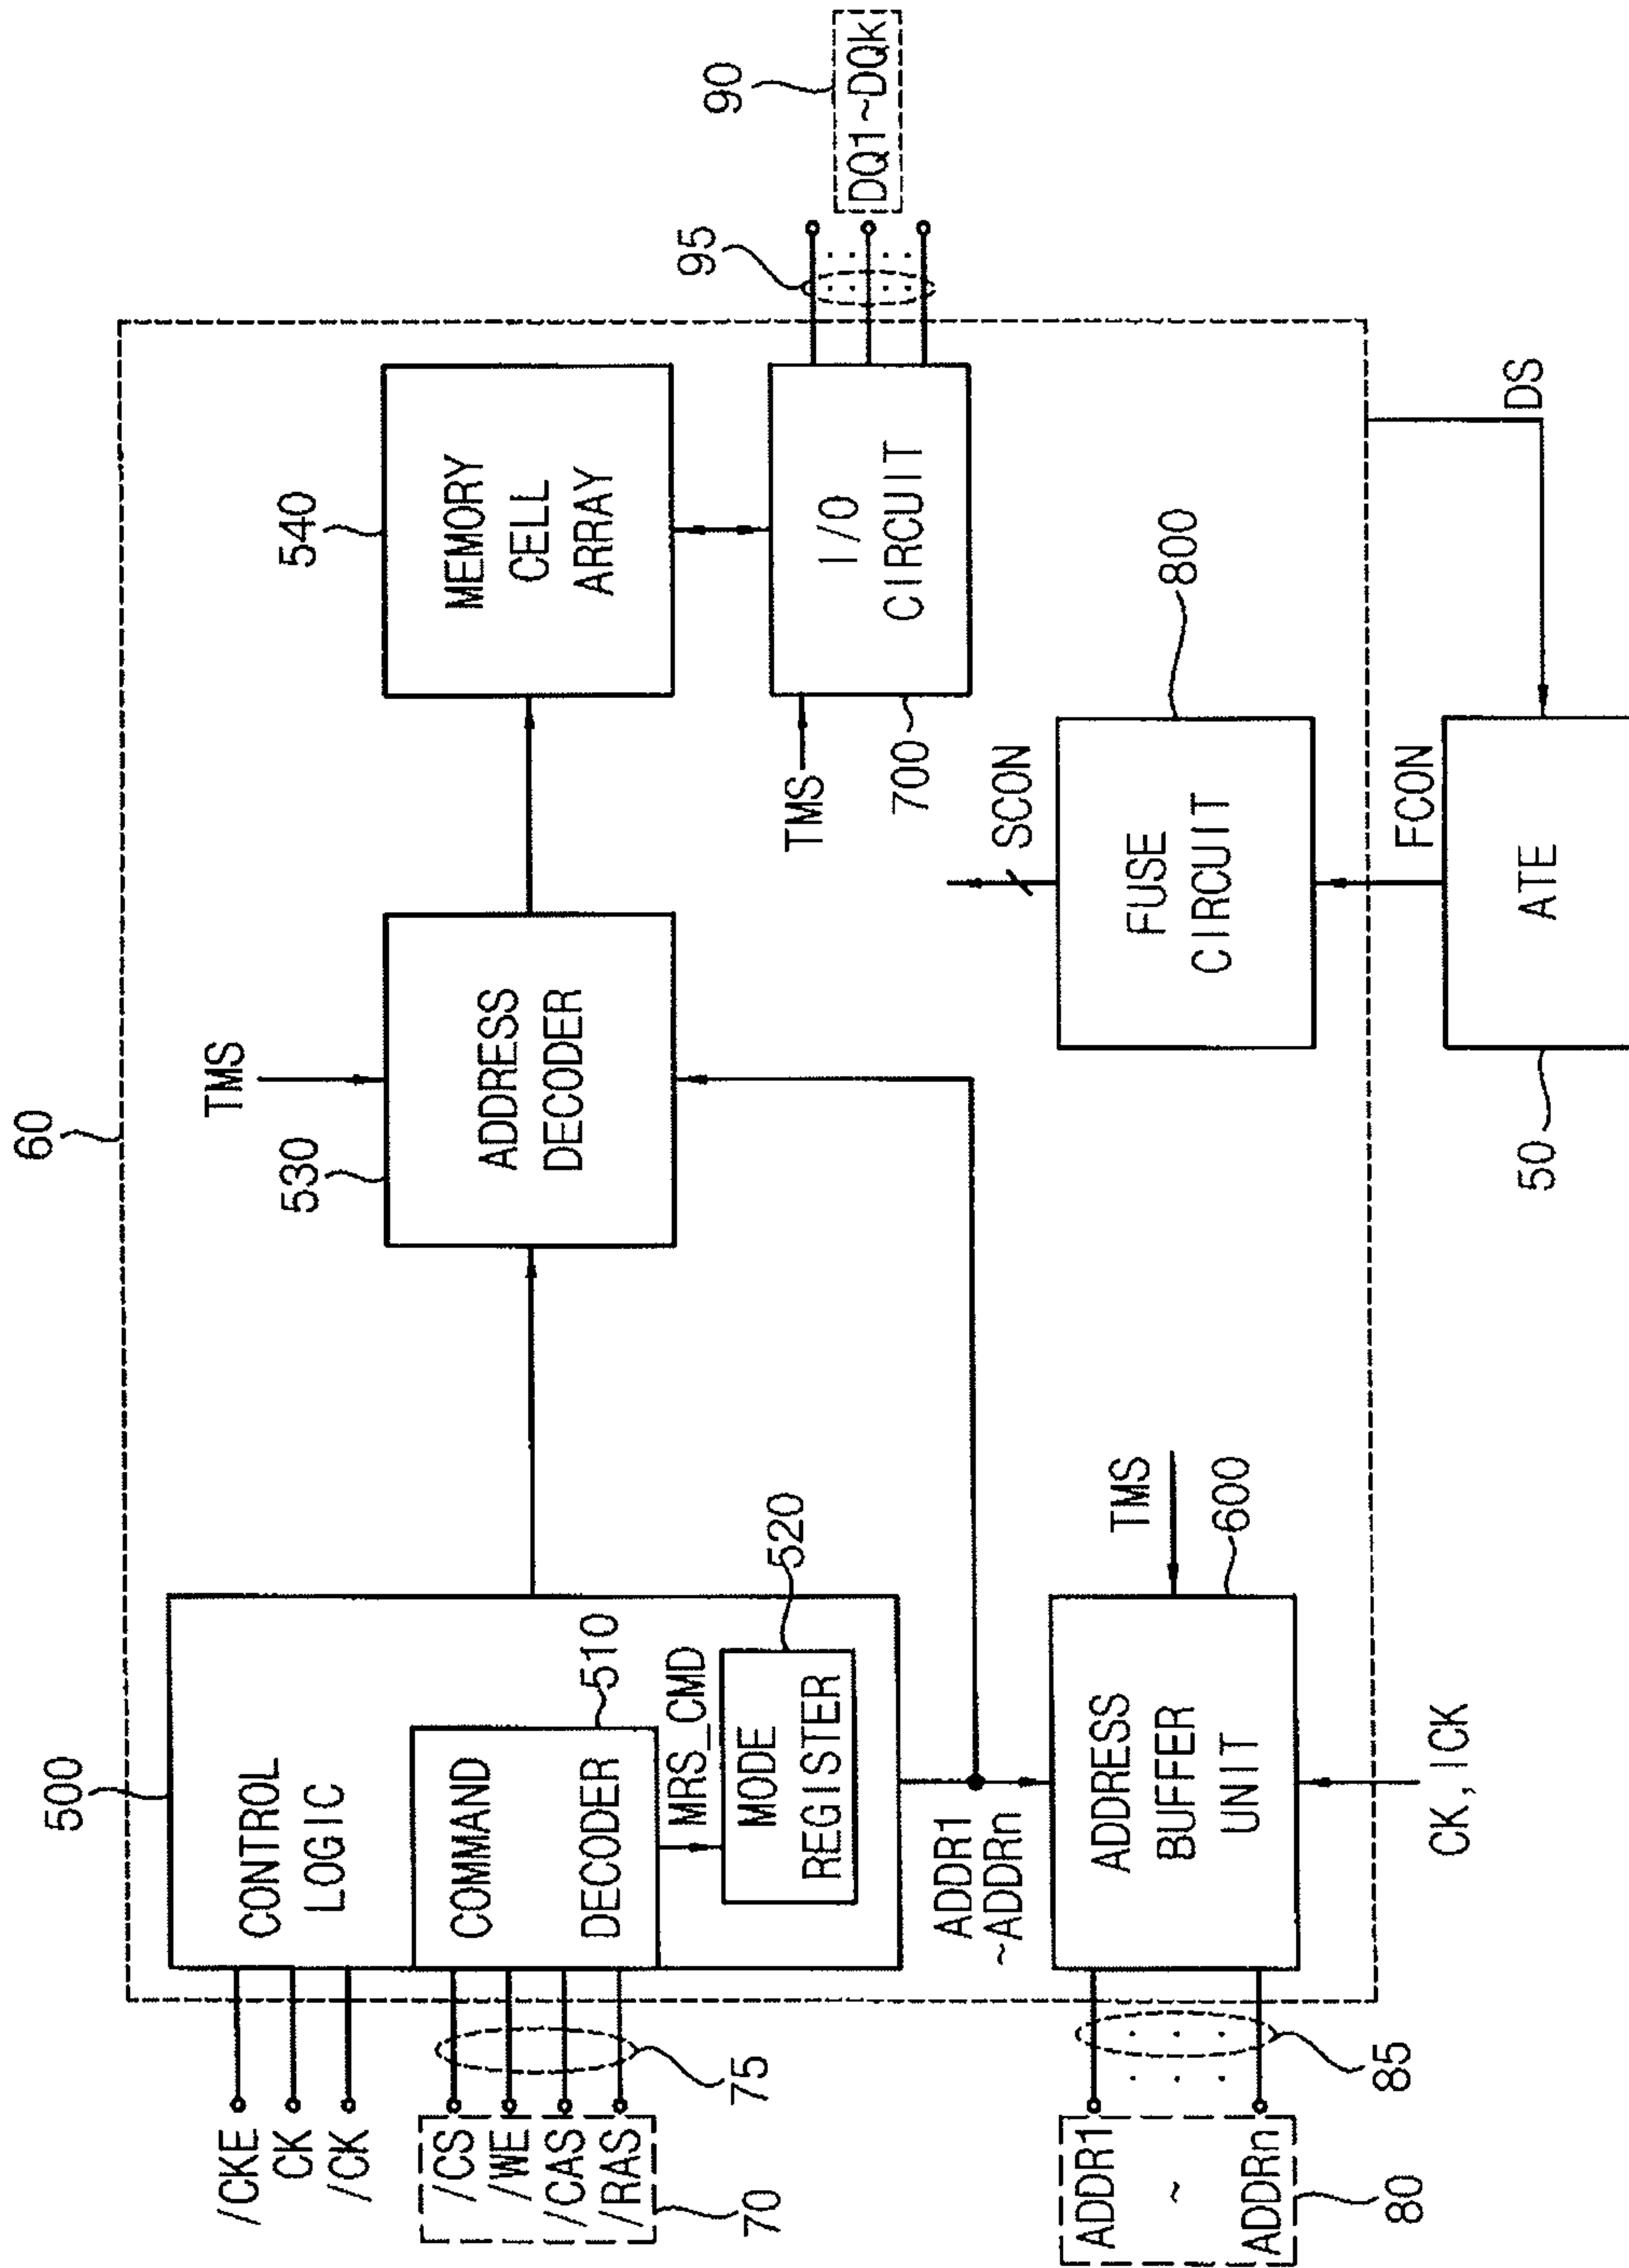 60
500
CONTROL
LOGIC
/CKE
CK
/CK
/CS
/WE
/CAS
/RAS
70
75
COMMAND
DECODER
510
MRS_CMD
MODE
REGISTER
520
TMS
530
ADDRESS
DECODER
540
MEMORY
CELL
ARRAY
TMS
700
I/O
CIRCUIT
95
90
DQ1~DQk
ADDR1
~ADDRn
ADDR1
~
ADDRn
80
85
ADDRESS
BUFFER
UNIT
TMS
600
CK,ICK
SCON
800
FUSE
CIRCUIT
FCON
DS
ATE
50